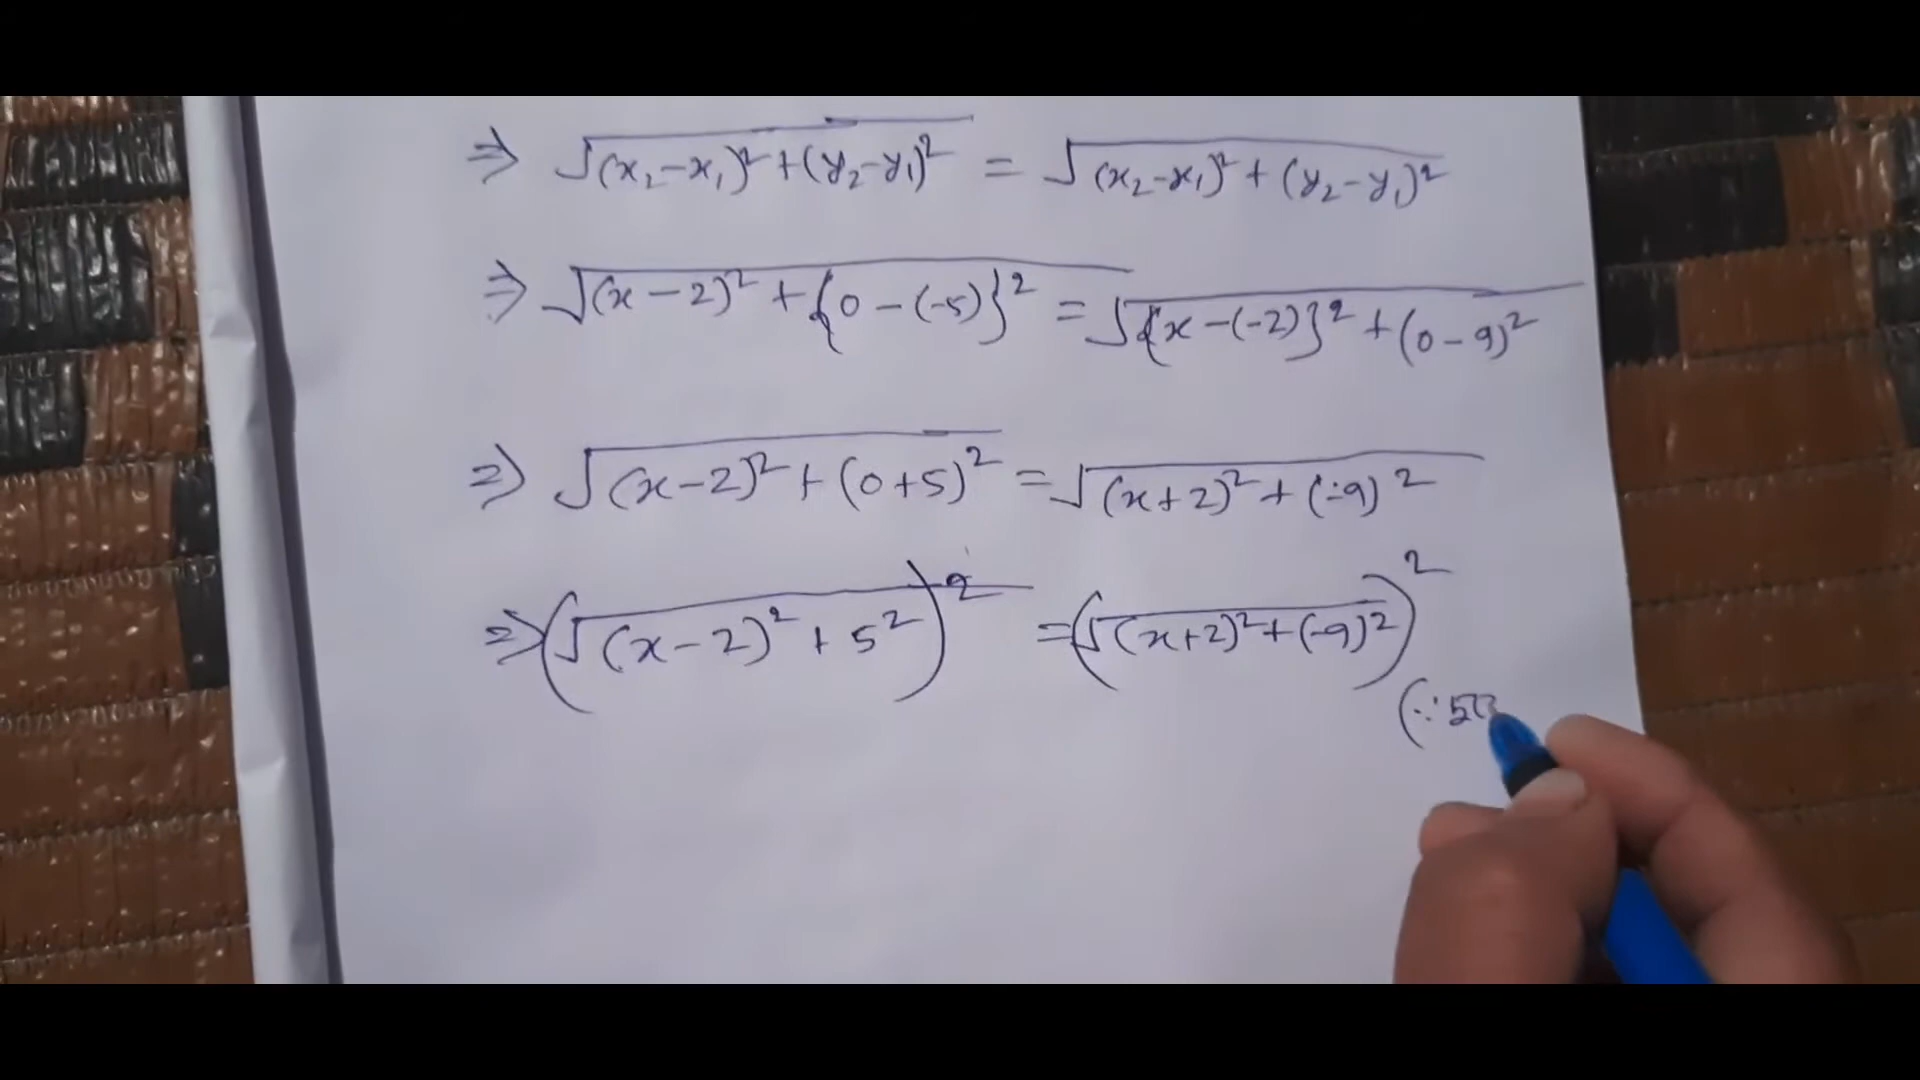 ⇒ √(x₂-x₁)²+(y₂-y₁)² = √(x₂-x₁)²+(y₂-y₁)²
⇒ √(x-2)²+{0-(-5)}² = √{x-(-2)}²+(0-9)²
⇒ √(x-2)²+(0+5)² = √(x+2)²+(-9)²
⇒ (√(x-2)²+5²)² = (√(x+2)²+(-9)²)²
(∵